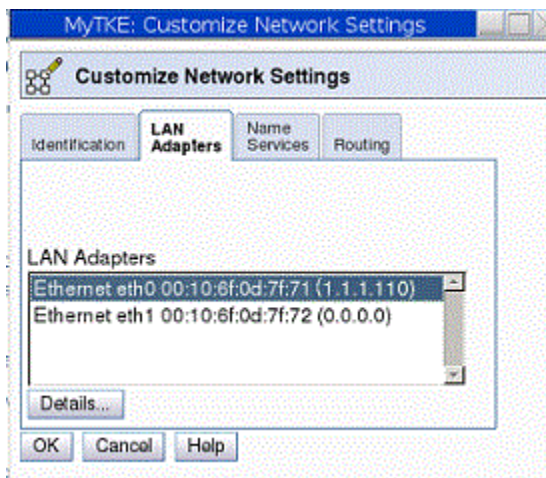 MyTKE: Customize Network Settings
Customize Network Settings
Identification
LAN Adapters
Name Services
Routing
LAN Adapters
Ethernet eth0 00:10:6f:0d:7f:71 (1.1.1.110)
Ethernet eth1 00:10:6f:0d:7f:72 (0.0.0.0)
Details...
OK Cancel Help